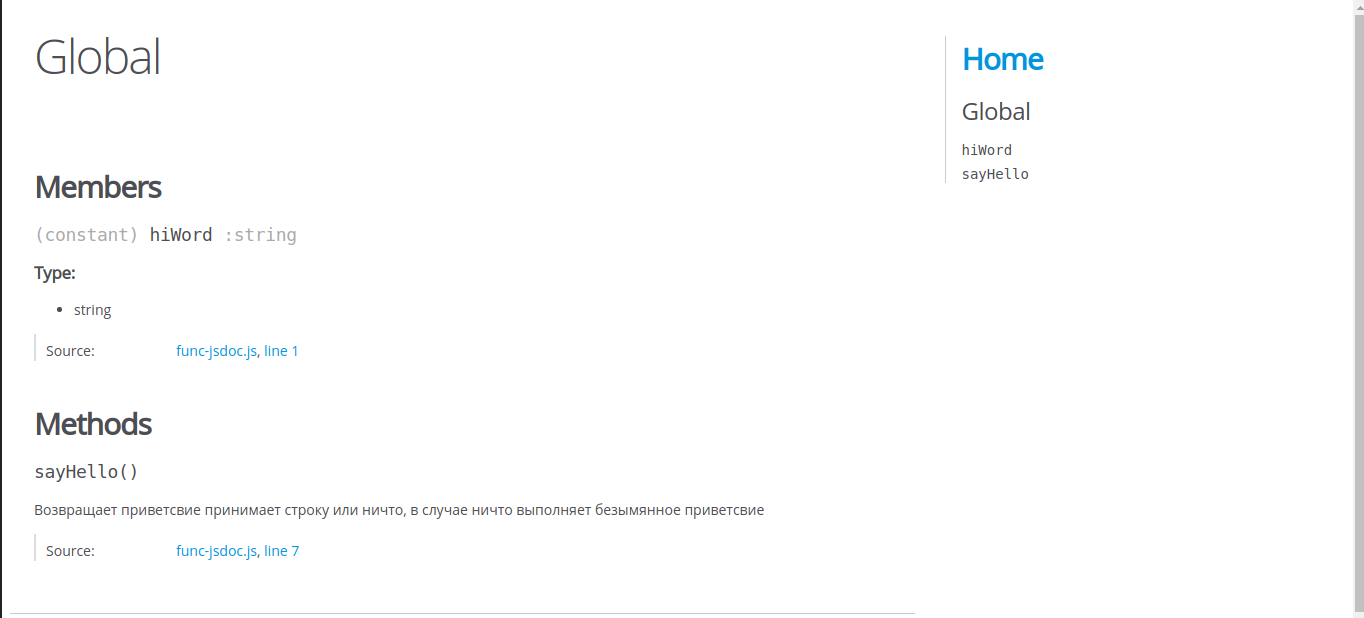 Global
Members
(constant) hiWord :string
Type:
string
Source: func-jsdoc.js, line 1
Methods
sayHello()
Возвращает приветсвие принимает строку или ничто, в случае ничто выполняет безымянное приветсвие
Source: func-jsdoc.js, line 7
Home
Global
hiWord
sayHello